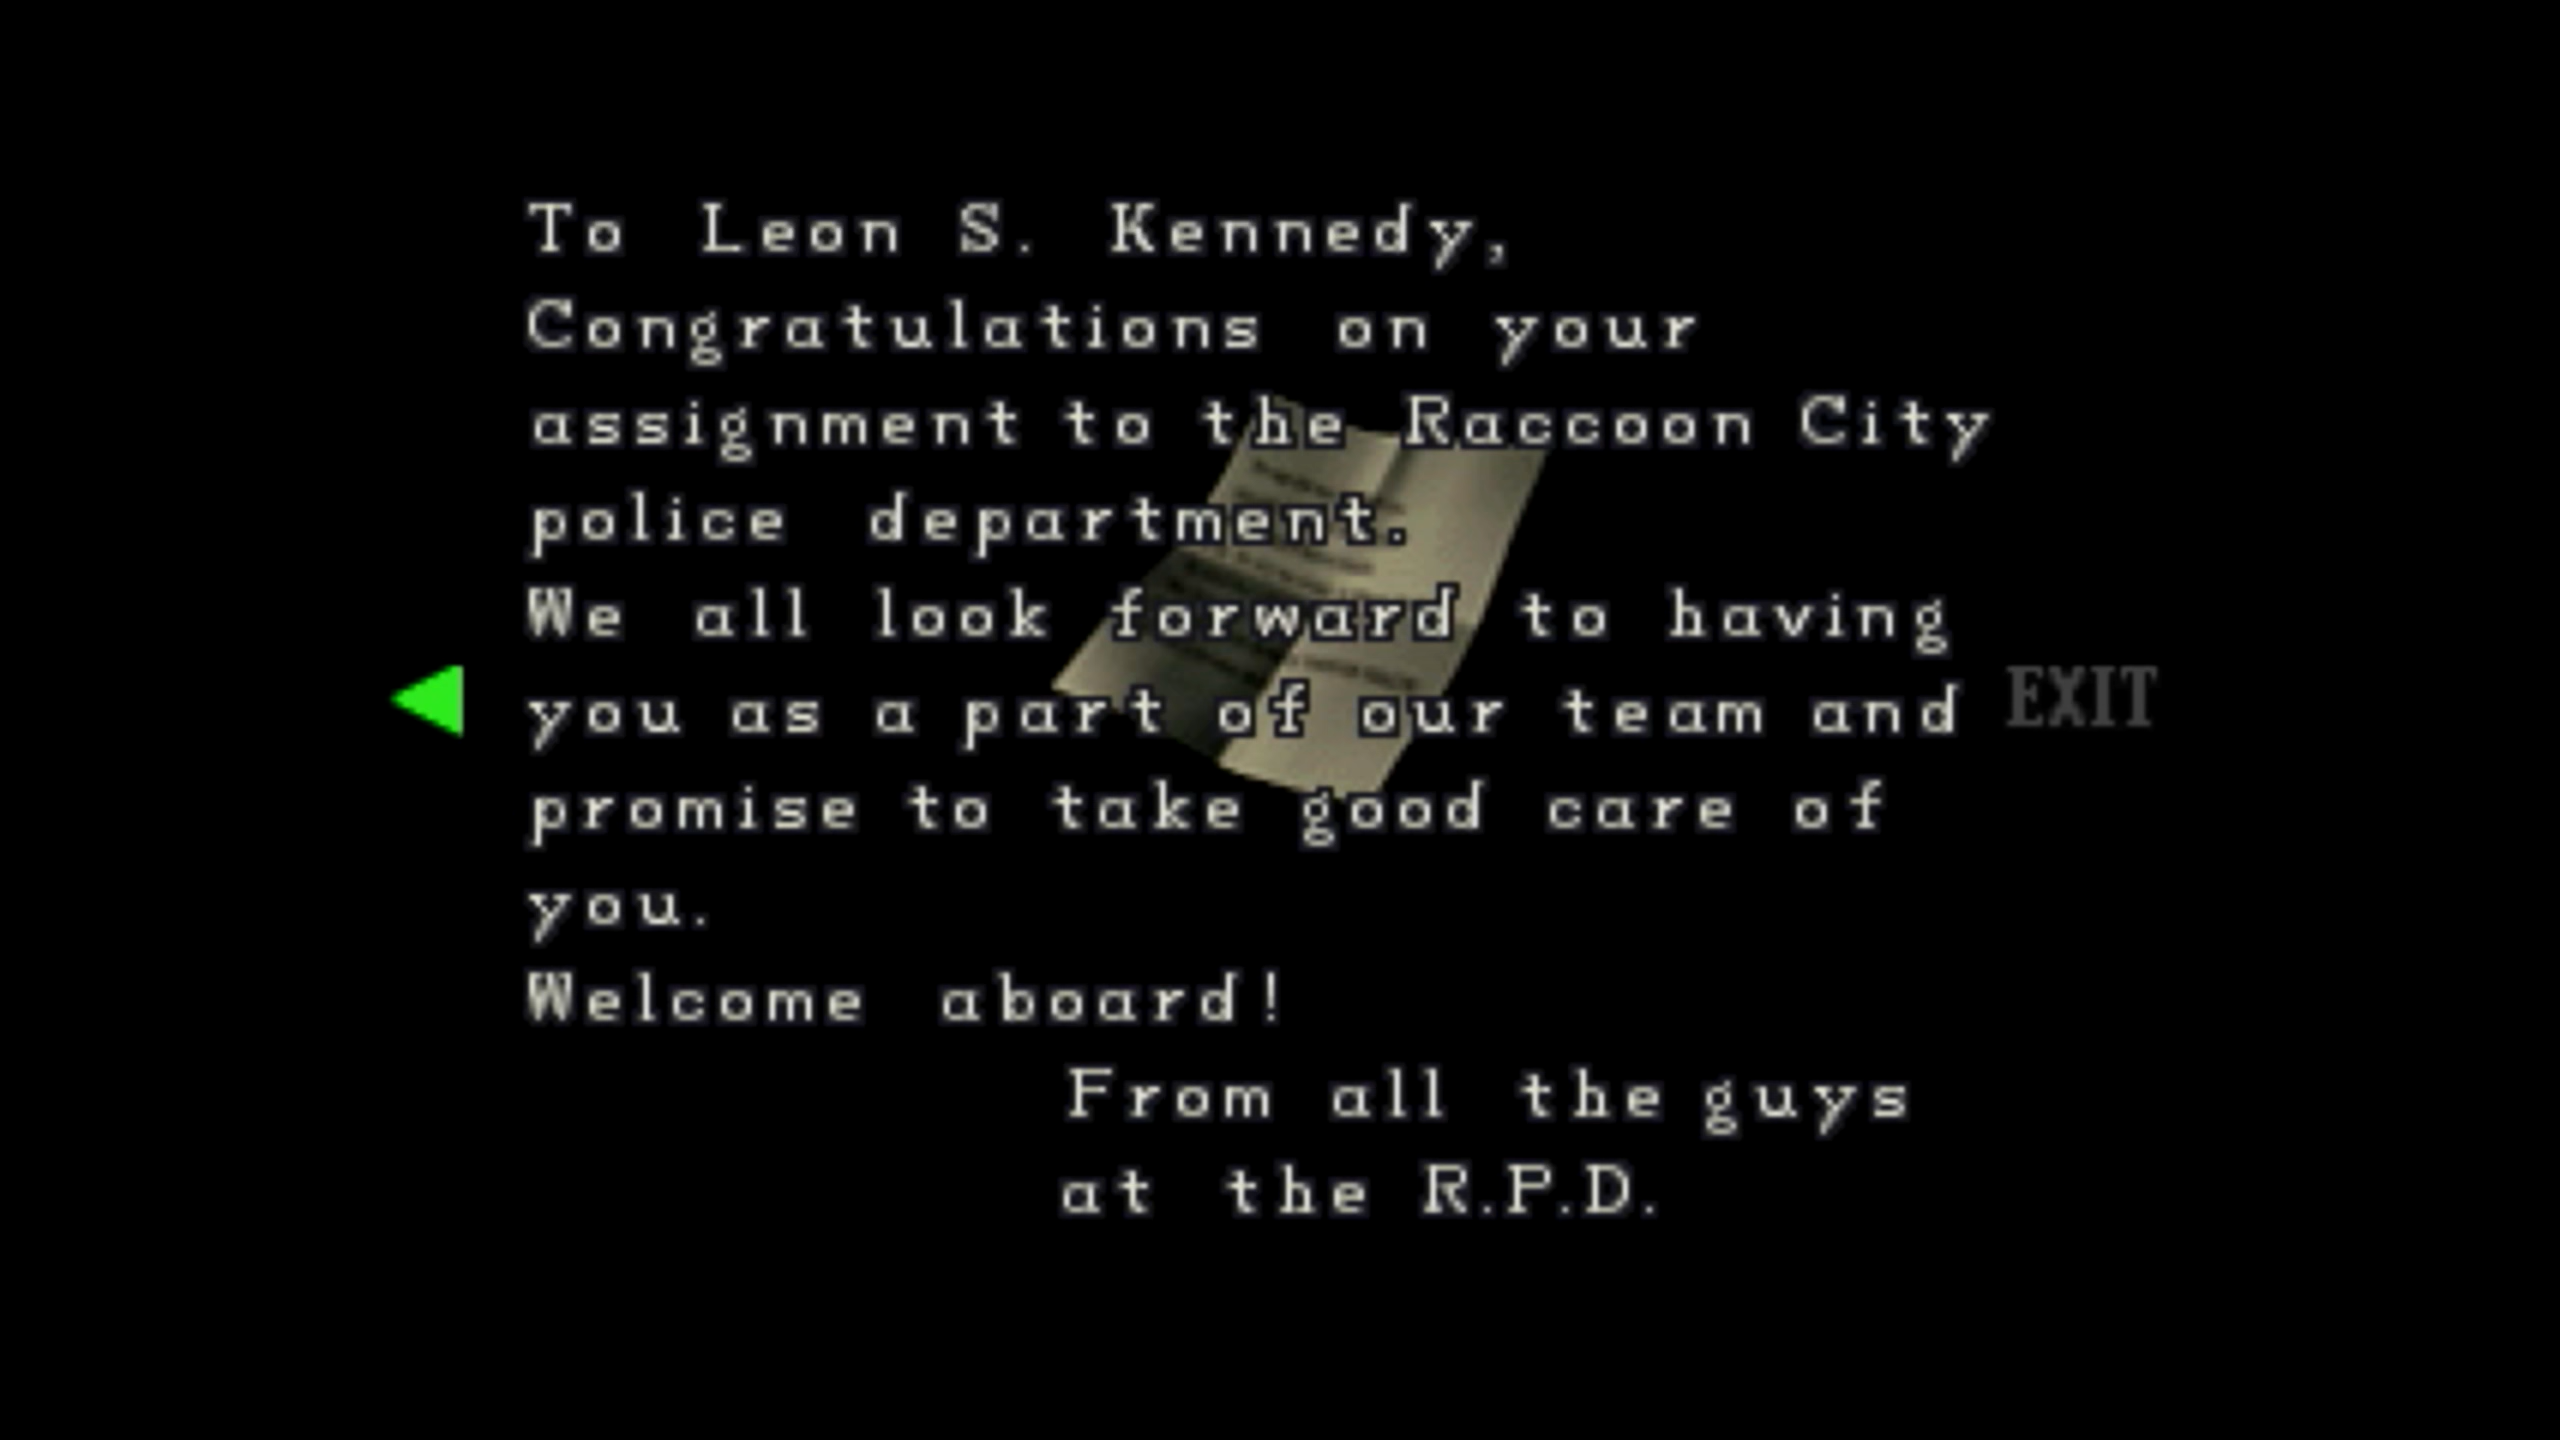 To Leon S. Kennedy,
Congratulations on your
assignment to the Raccoon City
police department.
We all look forward to having
you as a part of our team and
EXIT
promise to take good care of
you.
Welcome aboard!
From all the guys
at the R.P.D.